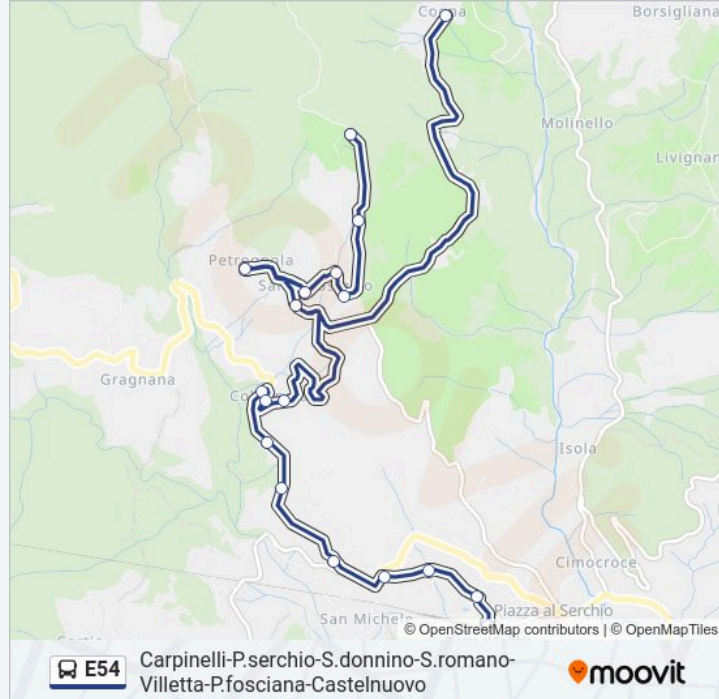 Borsigliana
Molinello
Livignan
Petrognola
Gragnana
Isola
Cimocroce
Piazza al Serchio
San Michele
© OpenStreetMap contributors | © OpenMapTiles
E54
Carpinelli-P.serchio-S.donnino-S.romano-
Villetta-P.fosciana-Castelnuovo
moovit